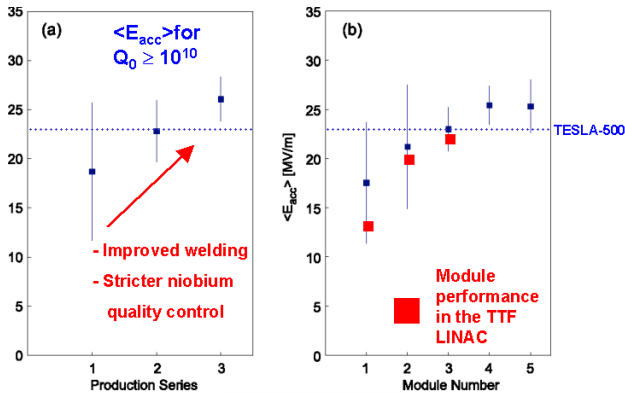 (a)
<E_acc> for
Q_0 ≥ 10^10
35
30
25
20
15
10
5
0
- Improved welding
- Stricter niobium
quality control
1 2 3
Production Series
(b)
35
30
25
20
15
10
5
0
<E_acc> [MV/m]
TESLA-500
Module
performance
in the TTF
LINAC
1 2 3 4 5
Module Number